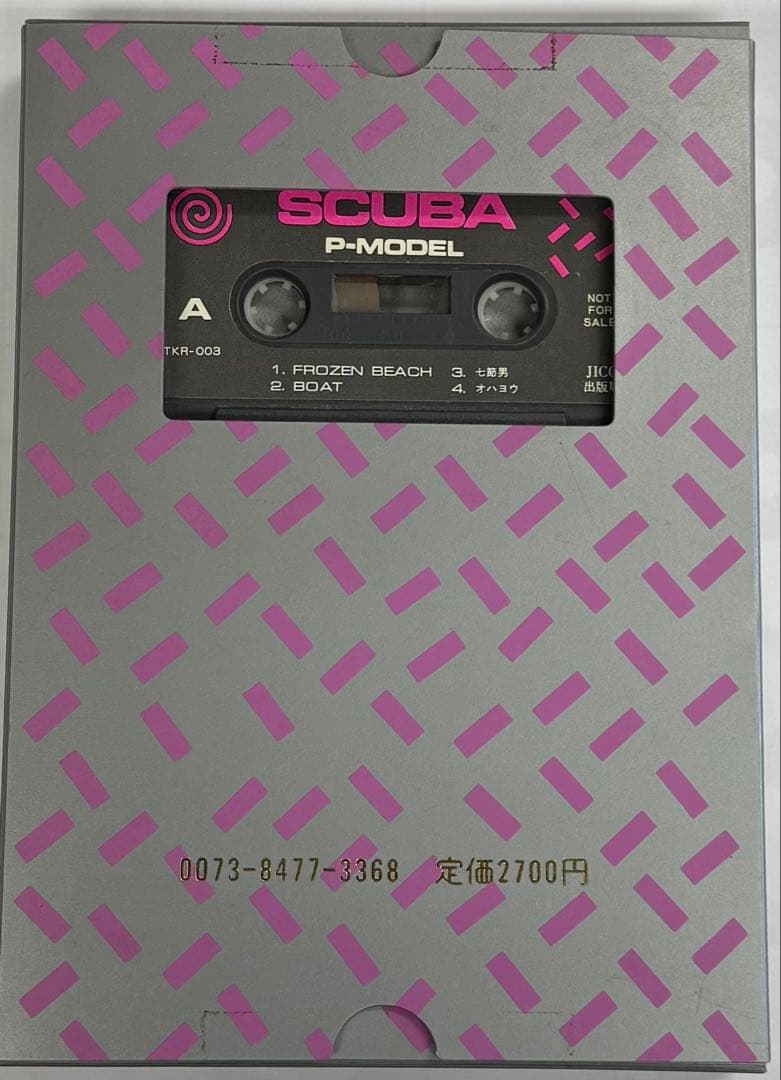 SCUBA
P-MODEL
A
NOT
FOR
SALE
TKR-003
1. FROZEN BEACH
2. BOAT
3. 七節男
4. オハヨウ
JICC
出版
0073-8477-3368 定価2700円